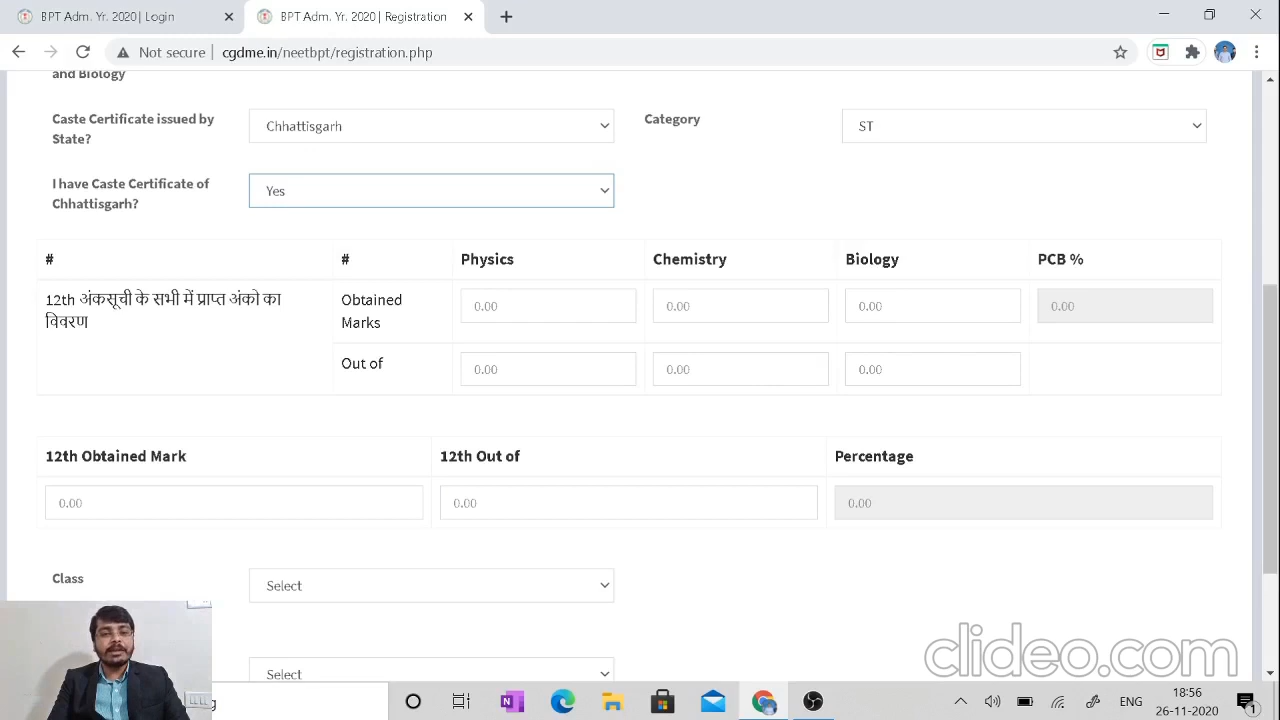 BPT Adm. Yr. 2020 | Login
BPT Adm. Yr. 2020 | Registration
Not secure | cgdme.in/neetbpt/registration.php
and Biology
Caste Certificate issued by
State?
Chhattisgarh
Category
ST
I have Caste Certificate of
Chhattisgarh?
Yes
# # Physics Chemistry Biology PCB %
12th अंकसूची के सभी में प्राप्त अंको का
विवरण
Obtained
Marks
0.00 0.00 0.00 0.00
Out of
0.00 0.00 0.00
12th Obtained Mark 12th Out of Percentage
0.00 0.00 0.00
Class
Select
Select
clideo.com
ENG
18:56
26-11-2020
1